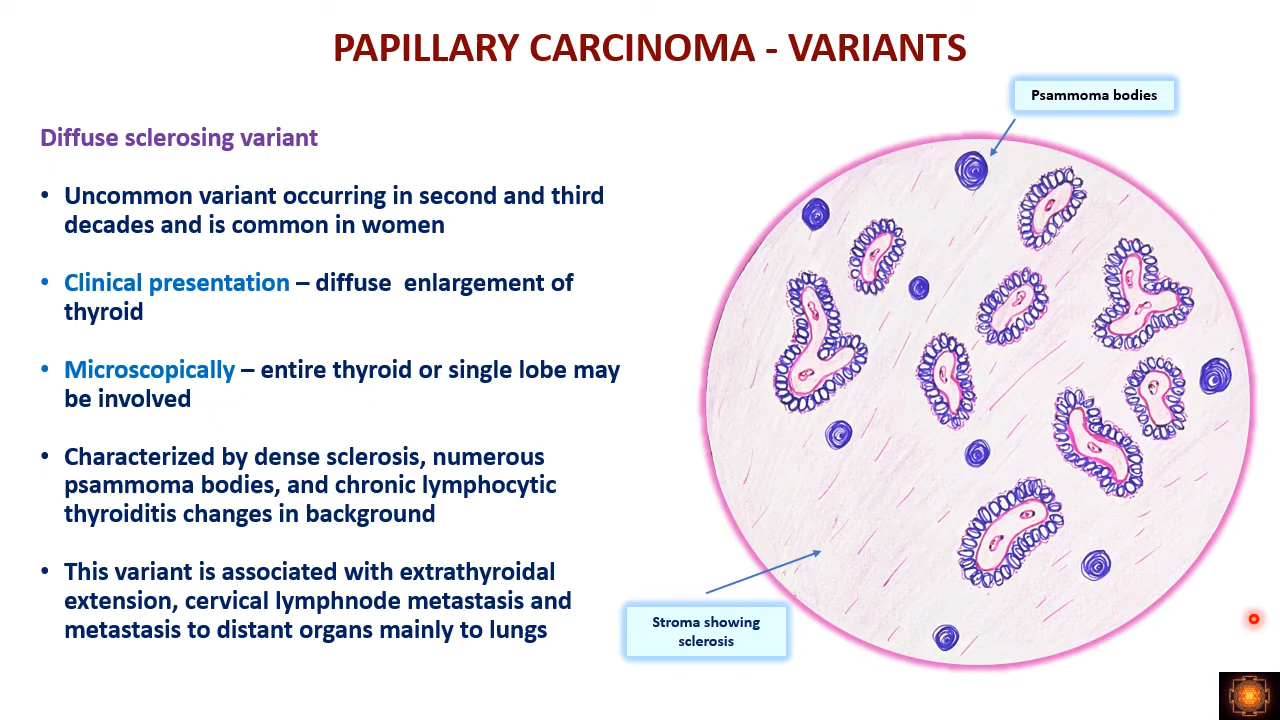 PAPILLARY CARCINOMA - VARIANTS
Psammoma bodies
Diffuse sclerosing variant
• Uncommon variant occurring in second and third
decades and is common in women
• Clinical presentation – diffuse enlargement of
thyroid
• Microscopically – entire thyroid or single lobe may
be involved
• Characterized by dense sclerosis, numerous
psammoma bodies, and chronic lymphocytic
thyroiditis changes in background
• This variant is associated with extrathyroidal
extension, cervical lymphnode metastasis and
metastasis to distant organs mainly to lungs
Stroma showing
sclerosis